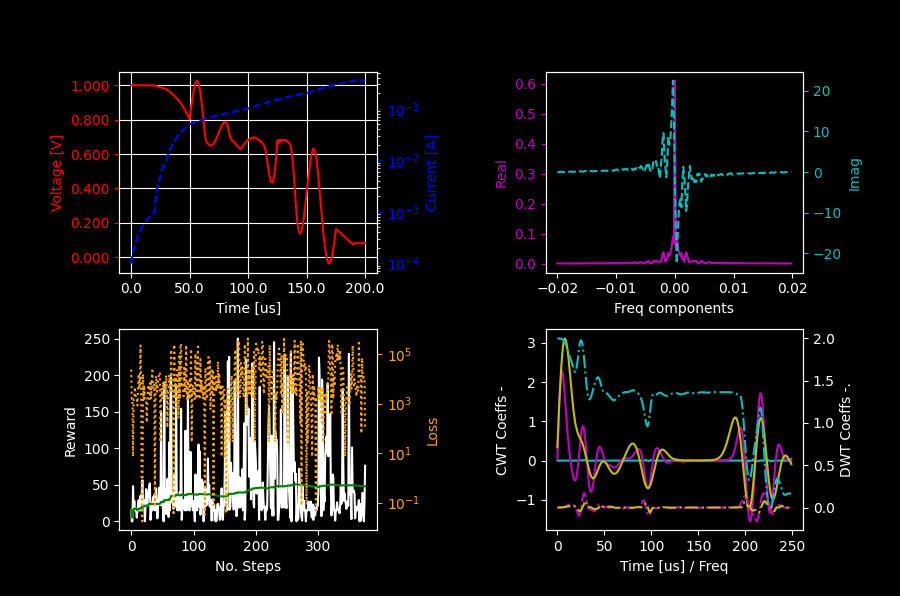 1.000
0.800
0.600
0.400
0.200
0.000
Voltage [V]
10⁻¹
10⁻²
10⁻³
10⁻⁴
Current [A]
0.0 50.0 100.0 150.0 200.0
Time [us]
0.6
0.5
0.4
0.3
0.2
0.1
0.0
Real
20
10
0
−10
−20
Imag
−0.02 −0.01 0.00 0.01 0.02
Freq components
250
200
150
100
50
0
Reward
10⁵
10³
10¹
10⁻¹
Loss
0 100 200 300
No. Steps
3
2
1
0
−1
CWT Coeffs -
2.0
1.5
1.0
0.5
0.0
DWT Coeffs -.
0 50 100 150 200 250
Time [us] / Freq